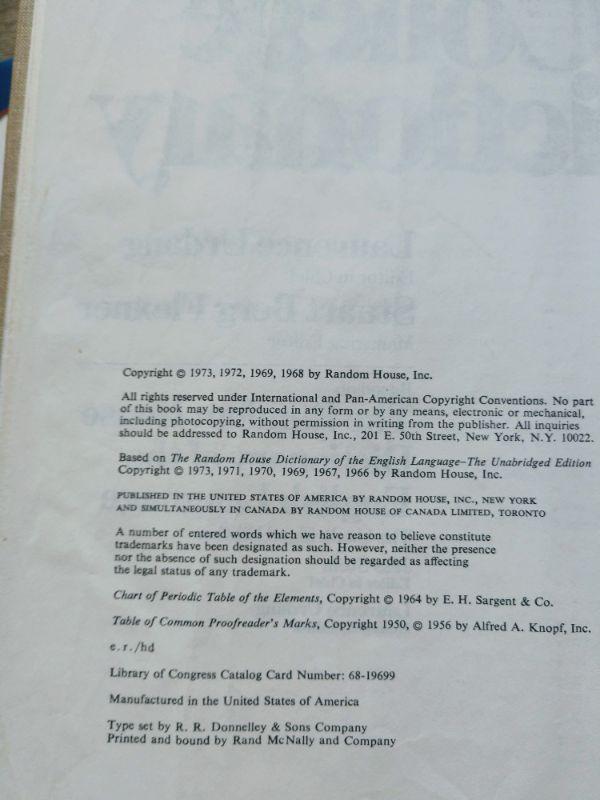 Copyright © 1973, 1972, 1969, 1968 by Random House, Inc.
All rights reserved under International and Pan-American Copyright Conventions. No part
of this book may be reproduced in any form or by any means, electronic or mechanical,
including photocopying, without permission in writing from the publisher. All inquiries
should be addressed to Random House, Inc., 201 E. 50th Street, New York, N.Y. 10022.
Based on The Random House Dictionary of the English Language—The Unabridged Edition
Copyright © 1973, 1971, 1970, 1969, 1967, 1966 by Random House, Inc.
PUBLISHED IN THE UNITED STATES OF AMERICA BY RANDOM HOUSE, INC., NEW YORK
AND SIMULTANEOUSLY IN CANADA BY RANDOM HOUSE OF CANADA LIMITED, TORONTO
A number of entered words which we have reason to believe constitute
trademarks have been designated as such. However, neither the presence
nor the absence of such designation should be regarded as affecting
the legal status of any trademark.
Chart of Periodic Table of the Elements, Copyright © 1964 by E. H. Sargent & Co.
Table of Common Proofreader's Marks, Copyright 1950, © 1956 by Alfred A. Knopf, Inc.
e.r./hd
Library of Congress Catalog Card Number: 68-19699
Manufactured in the United States of America
Type set by R. R. Donnelley & Sons Company
Printed and bound by Rand McNally and Company